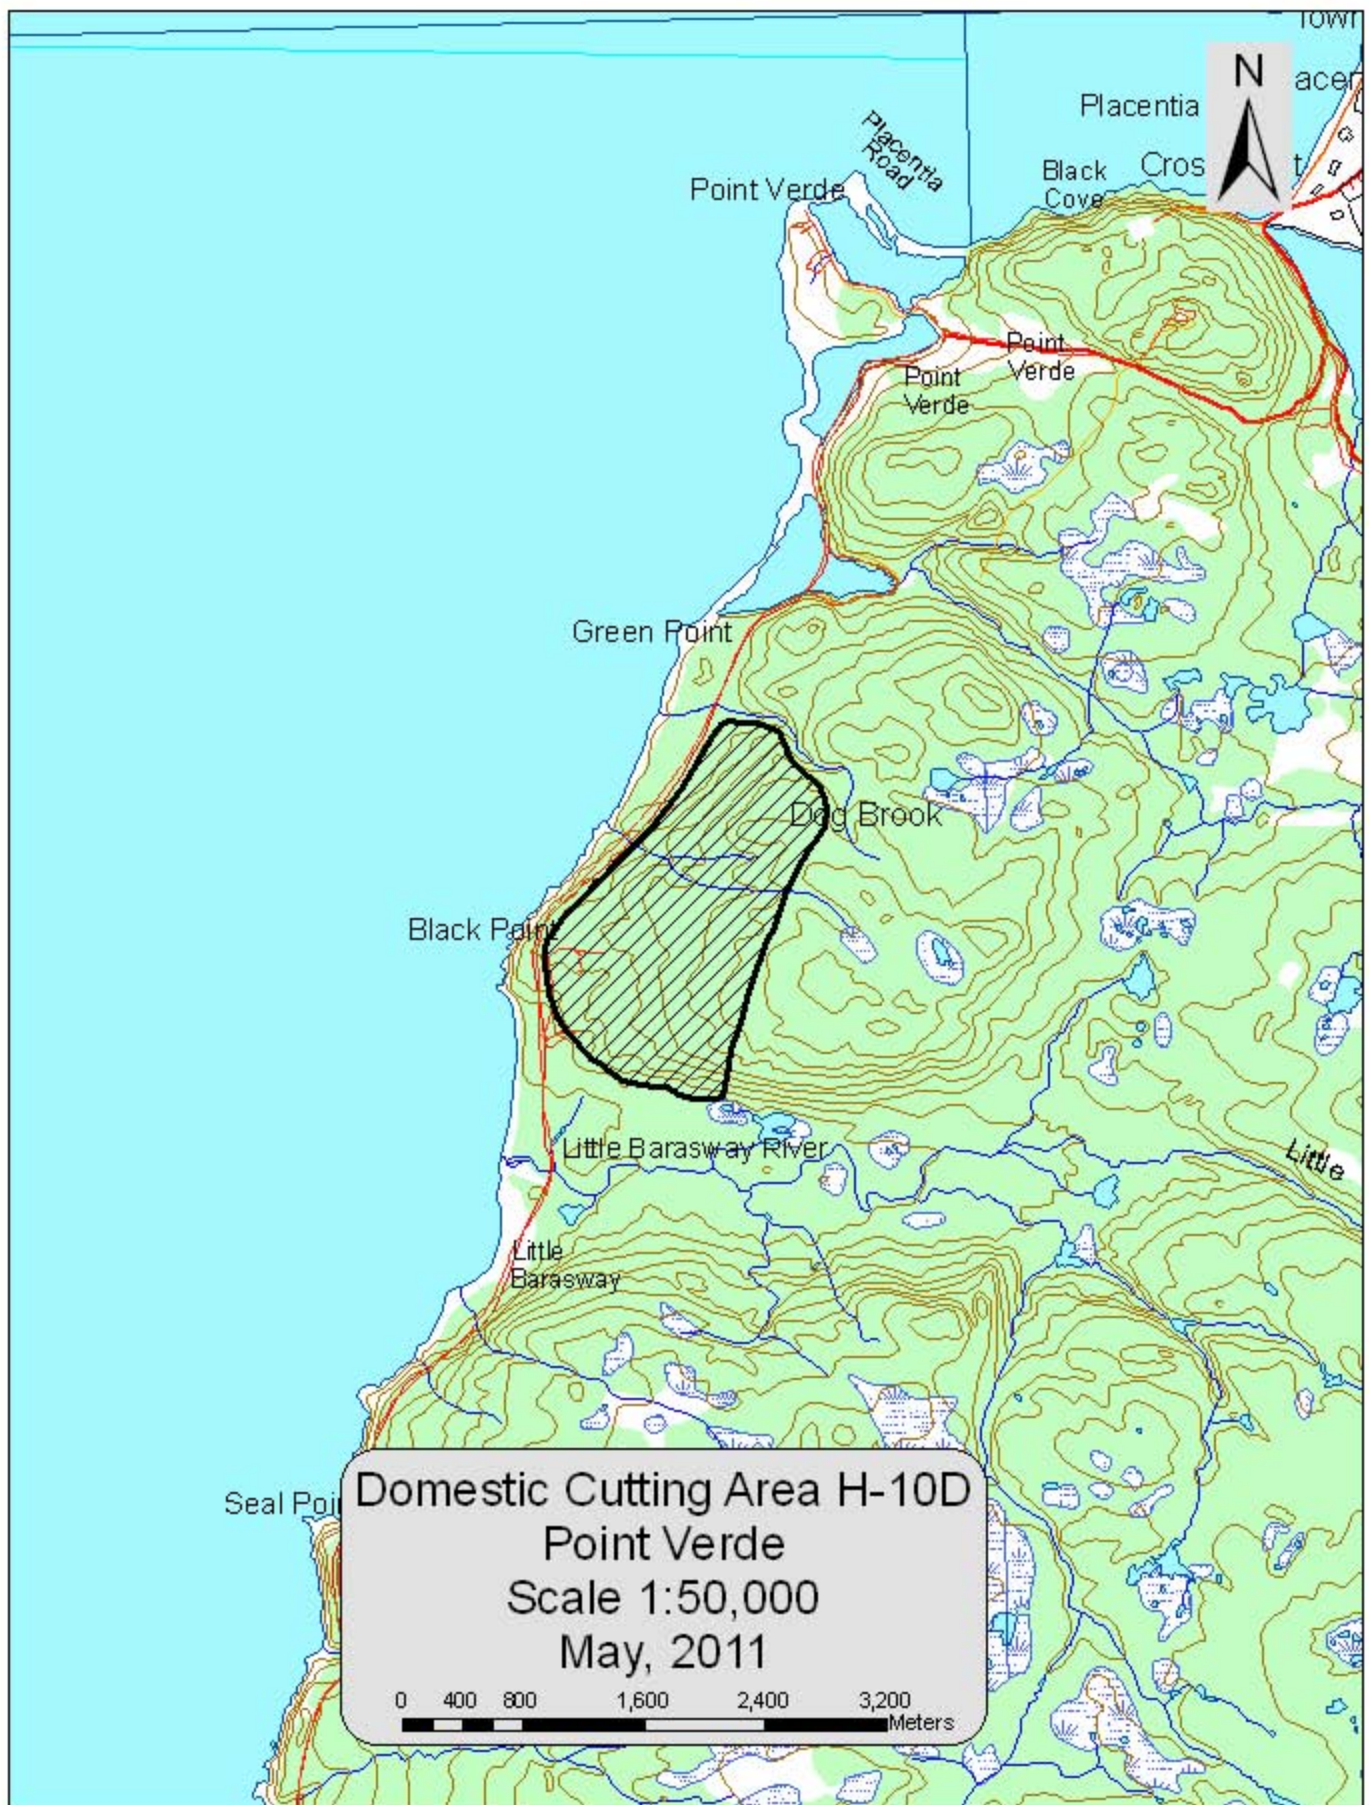 Town
Placentia
Placentia
Road
Black
Cove
Point Verde
Point
Verde
Point
Verde
Green Point
Dog Brook
Black Point
Little Barasway River
Little
Little
Barasway
Seal Poi
Domestic Cutting Area H-10D
Point Verde
Scale 1:50,000
May, 2011
0 400 800 1,600 2,400 3,200
Meters
N